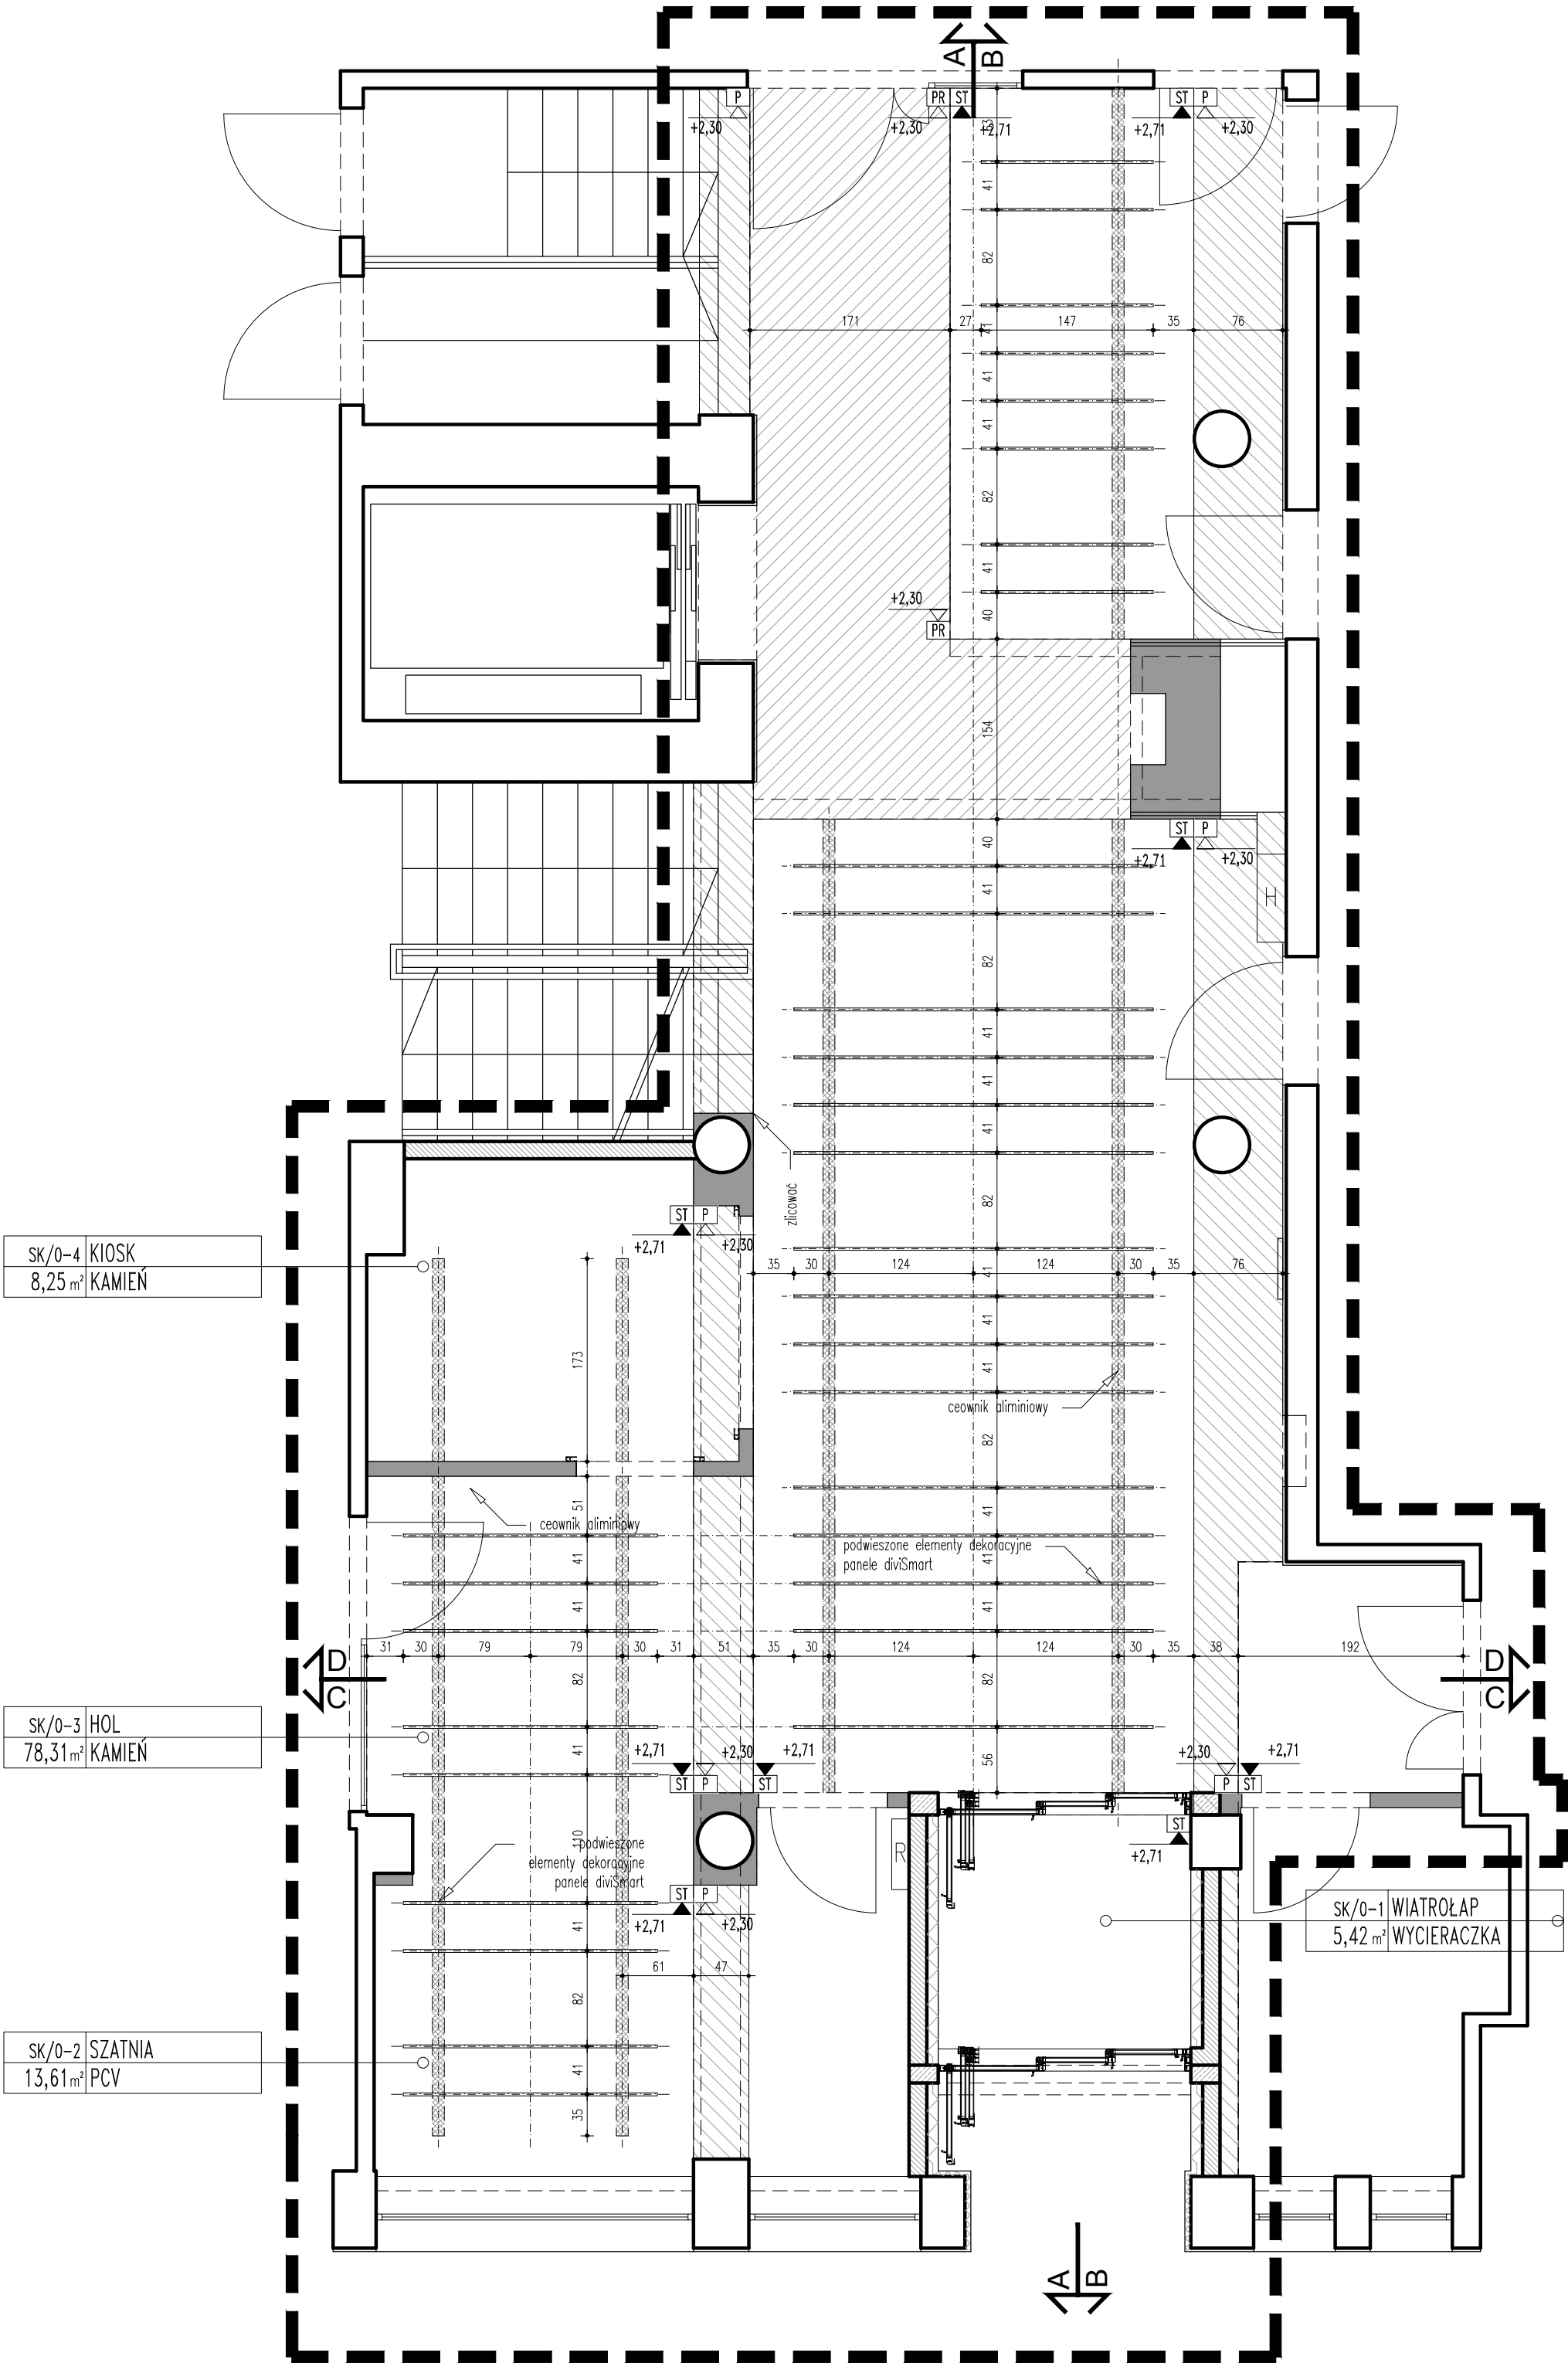 A B
P
+2,30
PR ST
+2,30 +2,71
ST P
+2,71 +2,30
41
82
171 27 41 147 35 76
41
41
82
41
+2,30
PR
40
154
ST P
+2,71 +2,30
40
41
H
82
41
41
41
zlicować
82
ST P
+2,71 +2,30
SK/0-4 KIOSK
8,25 m² KAMIEŃ
35 30 124 41 124 30 35 76
41
173
41
ceownik aliminiowy
82
51
41
ceownik aliminiowy
podwieszone elementy dekoracyjne
panele diviSmart
41
41
41
41
31 30 79 79 30 31 51 35 30 124 124 30 35 38 192
D
C
82
82
D
C
SK/0-3 HOL
78,31 m² KAMIEŃ
41
+2,71 +2,30 +2,71
ST P ST
56
+2,30 +2,71
P ST
ST
+2,71
110
podwieszone
elementy dekoracyjne
panele diviSmart
R
ST P
+2,71 +2,30
SK/0-1 WIATROŁAP
5,42 m² WYCIERACZKA
41
61 47
82
SK/0-2 SZATNIA
13,61 m² PCV
41
35
A B